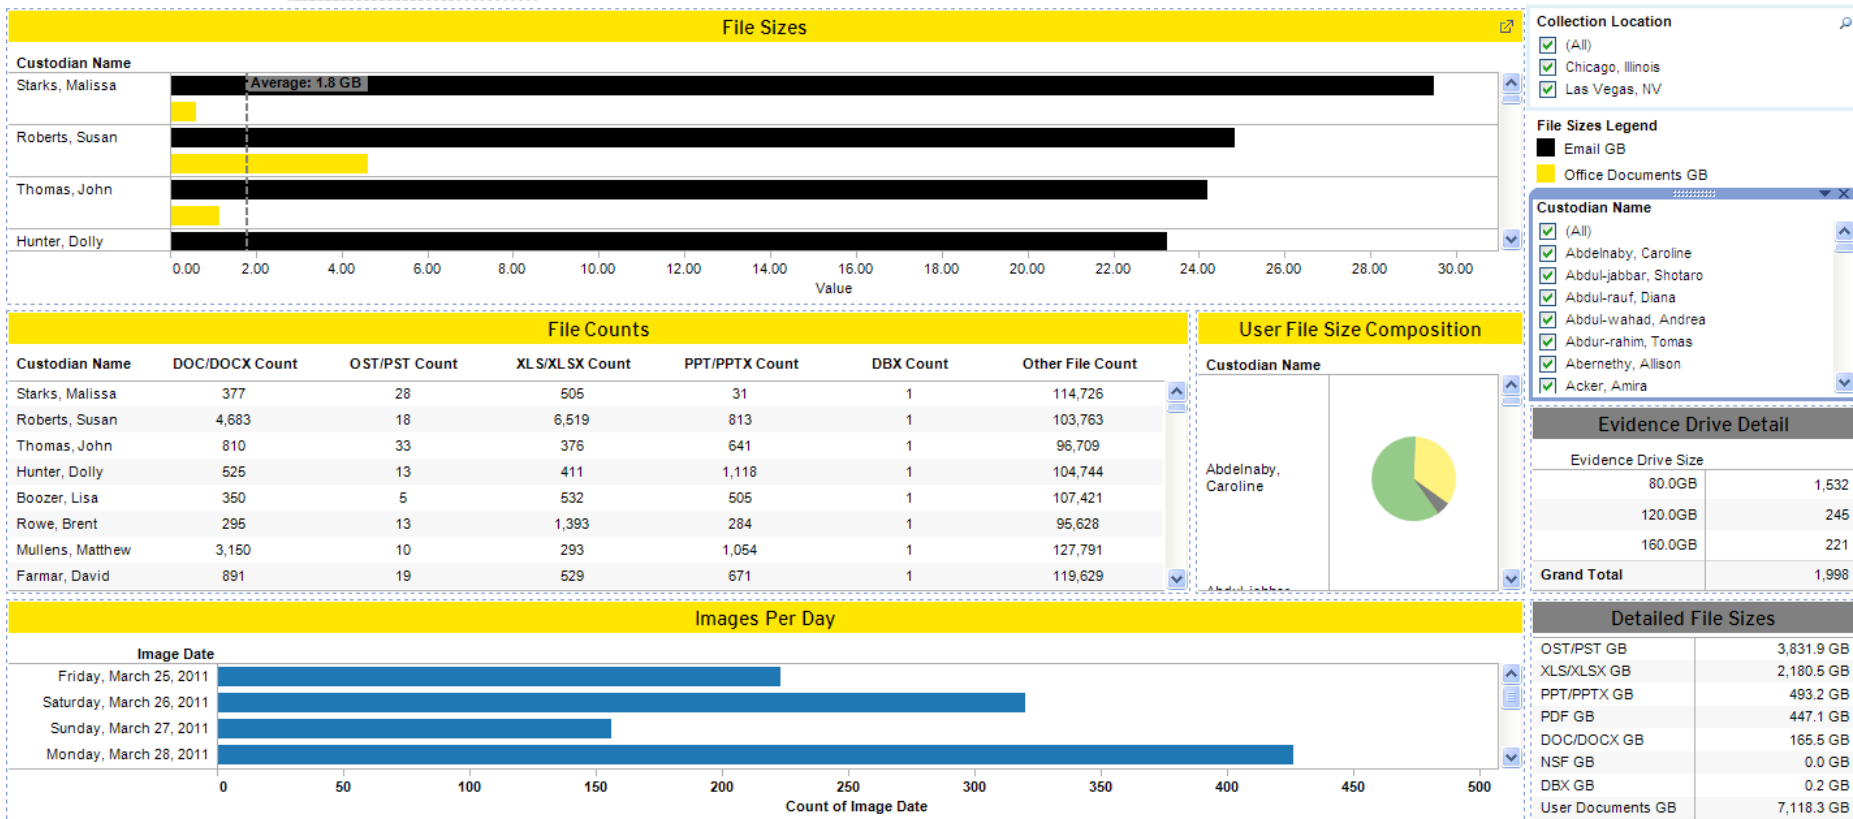 File Sizes
Custodian Name
Starks, Malissa
Average: 1.8 GB
Roberts, Susan
Thomas, John
Hunter, Dolly
0.00 2.00 4.00 6.00 8.00 10.00 12.00 14.00 16.00 18.00 20.00 22.00 24.00 26.00 28.00 30.00
Value
Collection Location
(All)
Chicago, Illinois
Las Vegas, NV
File Sizes Legend
Email GB
Office Documents GB
Custodian Name
(All)
Abdelnaby, Caroline
Abdul-jabbar, Shotaro
Abdul-rauf, Diana
Abdul-wahad, Andrea
Abdur-rahim, Tomas
Abernethy, Allison
Acker, Amira
File Counts
Custodian Name DOC/DOCX Count OST/PST Count XLS/XLSX Count PPT/PPTX Count DBX Count Other File Count
Starks, Malissa 377 28 505 31 1 114,726
Roberts, Susan 4,683 18 6,519 813 1 103,763
Thomas, John 810 33 376 641 1 96,709
Hunter, Dolly 525 13 411 1,118 1 104,744
Boozer, Lisa 350 5 532 505 1 107,421
Rowe, Brent 295 13 1,393 284 1 95,628
Mullens, Matthew 3,150 10 293 1,054 1 127,791
Farmar, David 891 19 529 671 1 119,629
User File Size Composition
Custodian Name
Abdelnaby,
Caroline
Evidence Drive Detail
Evidence Drive Size
80.0GB 1,532
120.0GB 245
160.0GB 221
Grand Total 1,998
Images Per Day
Image Date
Friday, March 25, 2011
Saturday, March 26, 2011
Sunday, March 27, 2011
Monday, March 28, 2011
0 50 100 150 200 250 300 350 400 450 500
Count of Image Date
Detailed File Sizes
OST/PST GB 3,831.9 GB
XLS/XLSX GB 2,180.5 GB
PPT/PPTX GB 493.2 GB
PDF GB 447.1 GB
DOC/DOCX GB 165.5 GB
NSF GB 0.0 GB
DBX GB 0.2 GB
User Documents GB 7,118.3 GB